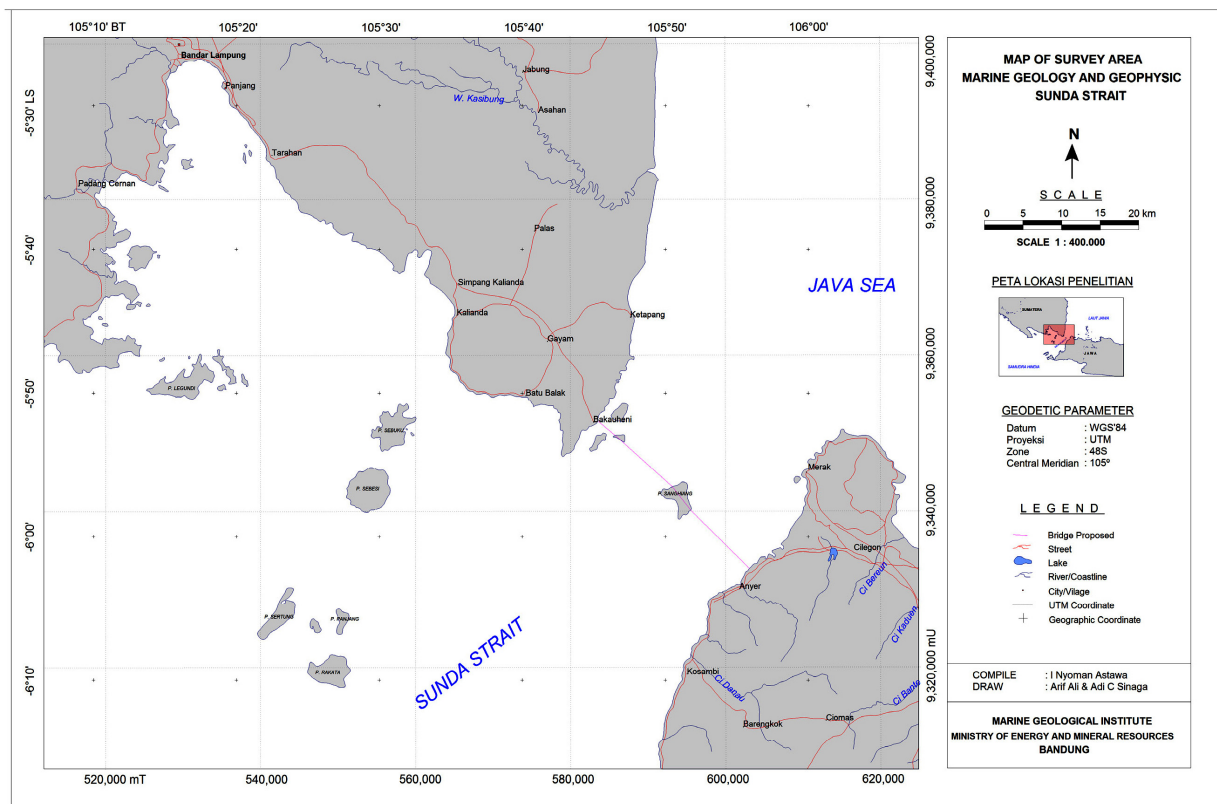 105°10' BT
105°20'
105°30'
105°40'
105°50'
106°00'
-5°30' LS
-5°40'
-5°50'
-6°00'
-6°10'
9,400,000
9,380,000
9,360,000
9,340,000
9,320,000 mU
520,000 mT
540,000
560,000
580,000
600,000
620,000
Bandar Lampung
Panjang
Jabung
W. Kasibung
Asahan
Tarahan
Padang Cernan
Palas
Simpang Kalianda
Kalianda
Ketapang
Gayam
JAVA SEA
P. LEGUNDI
Batu Balak
Bakauheni
P. SEBUKU
Merak
P. SEBESI
P. SANGHIANG
Cilegon
Anyer
Ci Bereun
Ci Kaduen
P. SERTUNG
P. PANJANG
SUNDA STRAIT
P. RAKATA
Kosambi
Ci Danau
Ci Bante
Barengkok
Ciomas
MAP OF SURVEY AREA
MARINE GEOLOGY AND GEOPHYSIC
SUNDA STRAIT
N
S C A L E
0 5 10 15 20 km
SCALE 1 : 400.000
PETA LOKASI PENELITIAN
SUMATERA
LAUT JAWA
J A W A
SAMUDERA HINDIA
GEODETIC PARAMETER
Datum : WGS'84
Proyeksi : UTM
Zone : 48S
Central Meridian : 105º
L E G E N D
Bridge Proposed
Street
Lake
River/Coastline
City/Vilage
UTM Coordinate
Geographic Coordinate
COMPILE : I Nyoman Astawa
DRAW : Arif Ali & Adi C Sinaga
MARINE GEOLOGICAL INSTITUTE
MINISTRY OF ENERGY AND MINERAL RESOURCES
BANDUNG